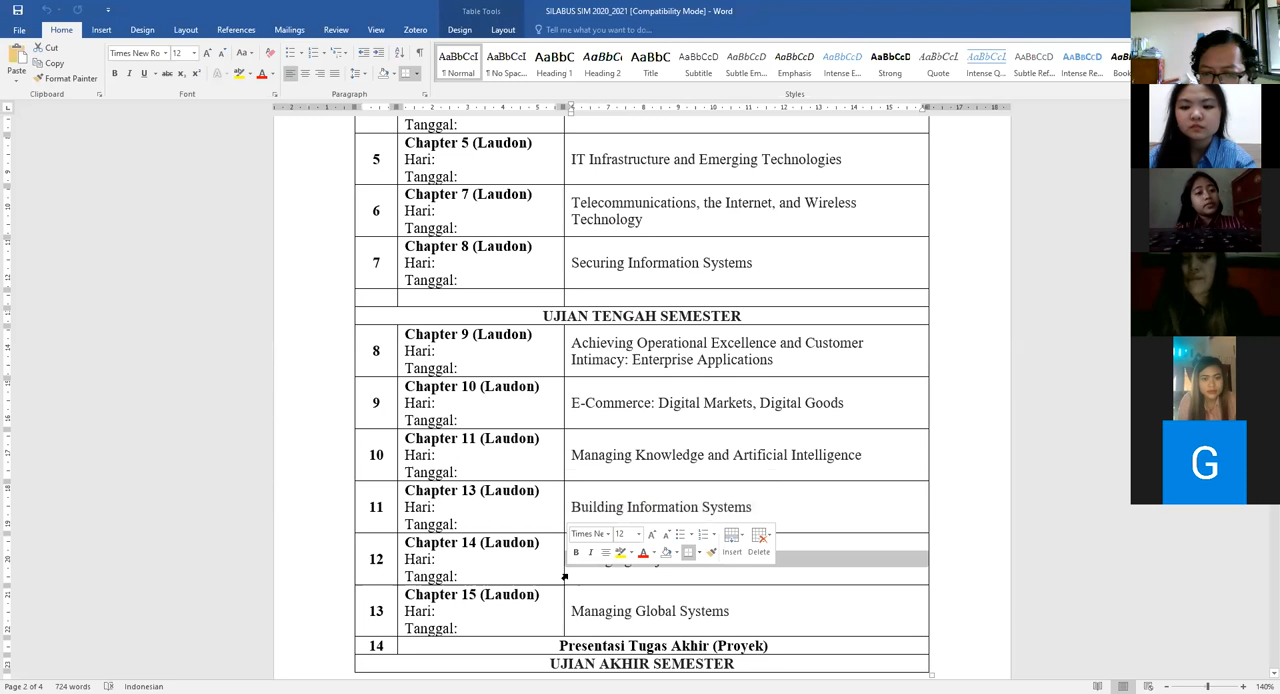 Table Tools
SILABUS SIM 2020_2021 [Compatibility Mode] - Word
File Home Insert Design Layout References Mailings Review View Zotero Design Layout Tell me what you want to do...
Paste
Cut
Copy
Format Painter
Clipboard
Times New Ro 12
Font
Paragraph
AaBbCcI AaBbCcI AaBbC AaBbCc AaBbC AaBbCcD AaBbCcD AaBbCcD AaBbCcD AaBbCcD AaBbCcI AaBbCcI AaBbCcD AaBbCcD
¶ Normal ¶ No Spac... Heading 1 Heading 2 Title Subtitle Subtle Em... Emphasis Intense E... Strong Quote Intense Q... Subtle Ref... Intense Re...
Styles
Tanggal:
5
Chapter 5 (Laudon)
Hari:
Tanggal:
IT Infrastructure and Emerging Technologies
6
Chapter 7 (Laudon)
Hari:
Tanggal:
Telecommunications, the Internet, and Wireless
Technology
7
Chapter 8 (Laudon)
Hari:
Tanggal:
Securing Information Systems
UJIAN TENGAH SEMESTER
8
Chapter 9 (Laudon)
Hari:
Tanggal:
Achieving Operational Excellence and Customer
Intimacy: Enterprise Applications
9
Chapter 10 (Laudon)
Hari:
Tanggal:
E-Commerce: Digital Markets, Digital Goods
10
Chapter 11 (Laudon)
Hari:
Tanggal:
Managing Knowledge and Artificial Intelligence
11
Chapter 13 (Laudon)
Hari:
Tanggal:
Building Information Systems
Times Ne 12
Insert Delete
12
Chapter 14 (Laudon)
Hari:
Tanggal:
13
Chapter 15 (Laudon)
Hari:
Tanggal:
Managing Global Systems
14
Presentasi Tugas Akhir (Proyek)
UJIAN AKHIR SEMESTER
G
Page 2 of 4 724 words Indonesian 140%